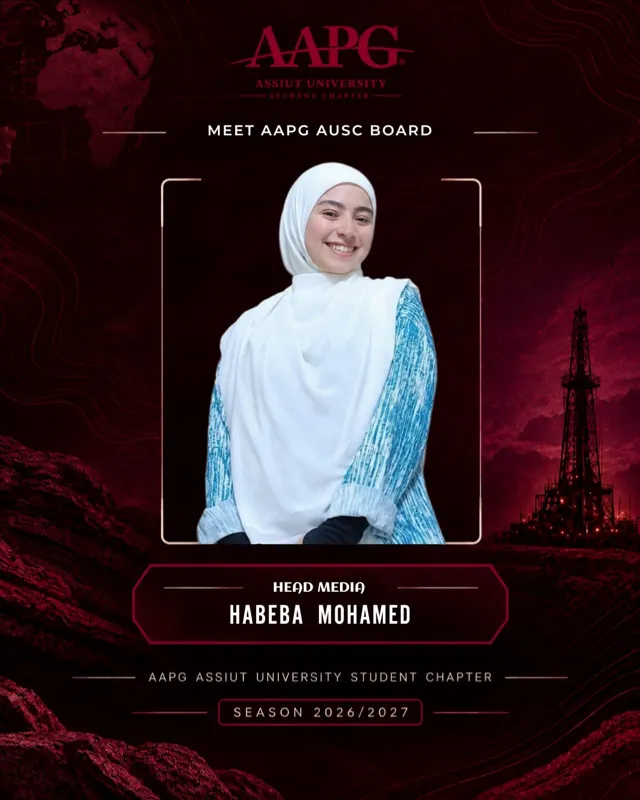 AAPG®
ASSIUT UNIVERSITY
STUDENT CHAPTER
MEET AAPG AUSC BOARD
HEAD MEDIA
HABEBA MOHAMED
AAPG ASSIUT UNIVERSITY STUDENT CHAPTER
SEASON 2026/2027